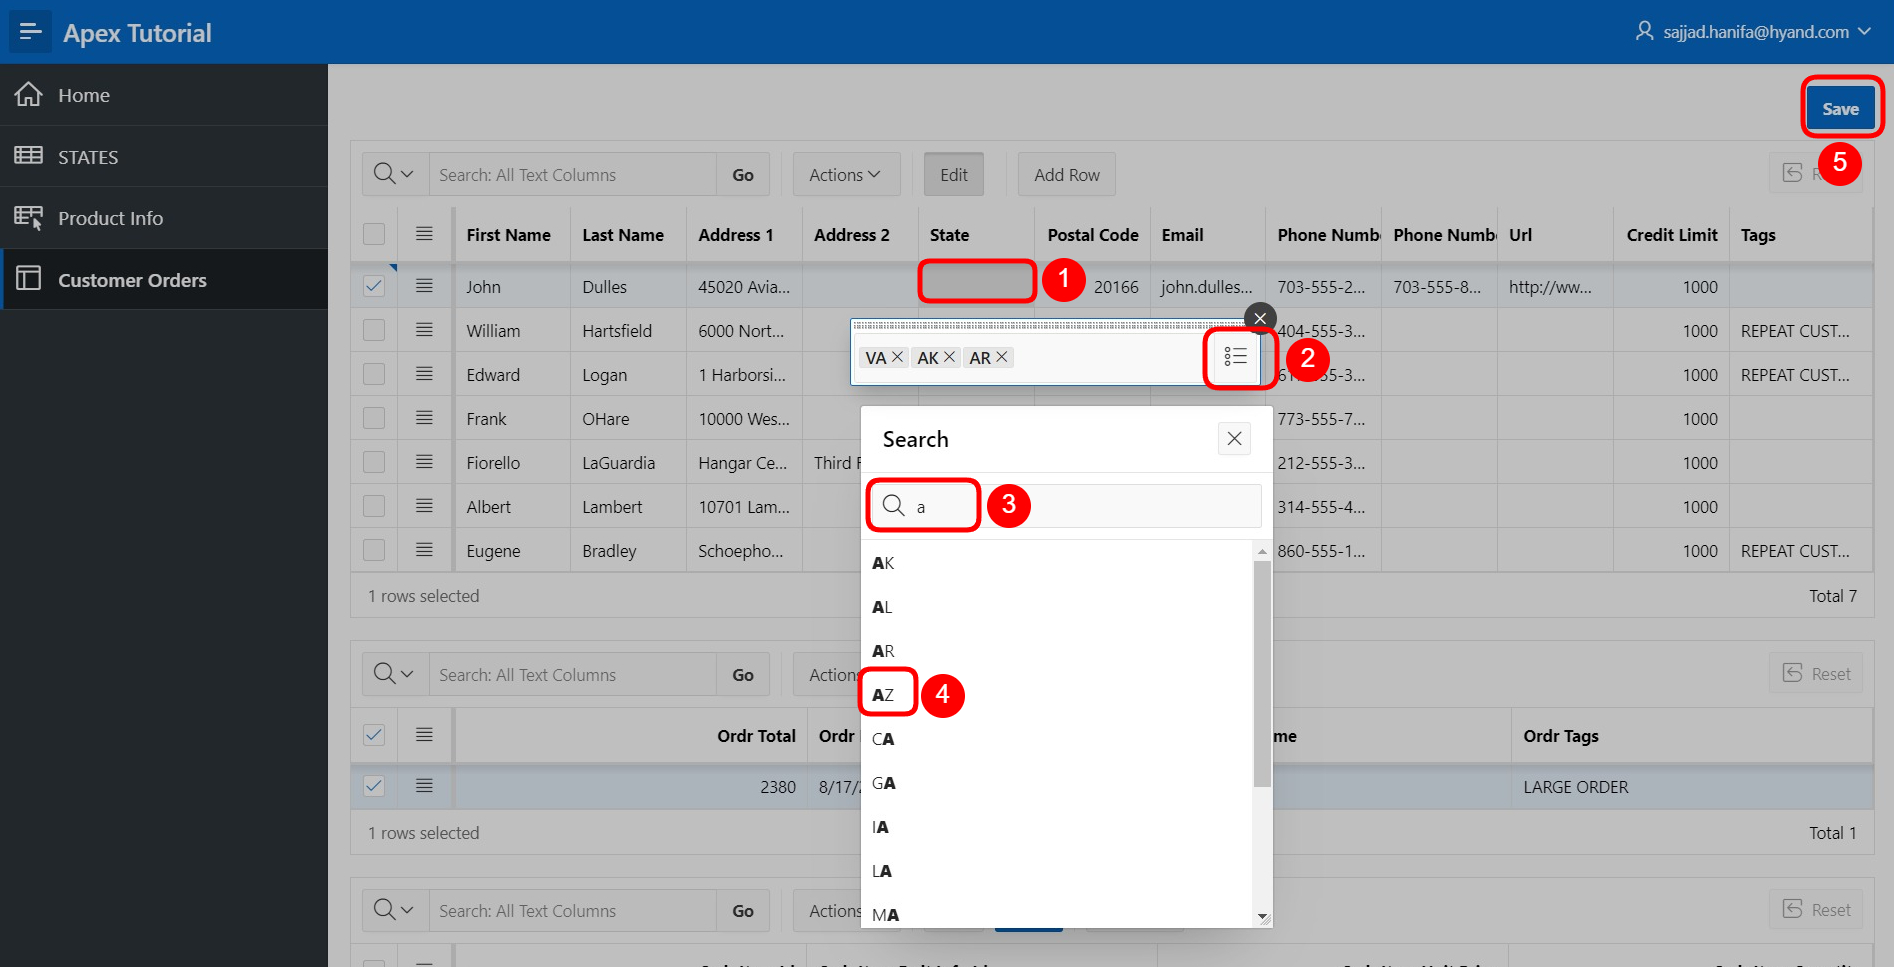 Apex Tutorial
sajjad.hanifa@hyand.com
Home
STATES
Product Info
Customer Orders
Save
5
Search: All Text Columns Go Actions Edit Add Row
First Name Last Name Address 1 Address 2 State Postal Code Email Phone Numb Phone Numb Url Credit Limit Tags
John Dulles 45020 Avia... 1 20166 john.dulles... 703-555-2... 703-555-8... http://ww... 1000
William Hartsfield 6000 Nort... 404-555-3... 1000 REPEAT CUST...
VA AK AR 2
Edward Logan 1 Harborsi... 1000 REPEAT CUST...
Frank OHare 10000 Wes... 773-555-7... 1000
Fiorello LaGuardia Hangar Ce... Third F 212-555-3... 1000
Albert Lambert 10701 Lam... 314-555-4... 1000
Eugene Bradley Schoepho... 860-555-1... 1000 REPEAT CUST...
1 rows selected Total 7
Search
a 3
AK
AL
AR
AZ 4
CA
GA
IA
LA
MA
Search: All Text Columns Go Actions Reset
Ordr Total Ordr me Ordr Tags
2380 8/17/2 LARGE ORDER
1 rows selected Total 1
Search: All Text Columns Go Actions Reset